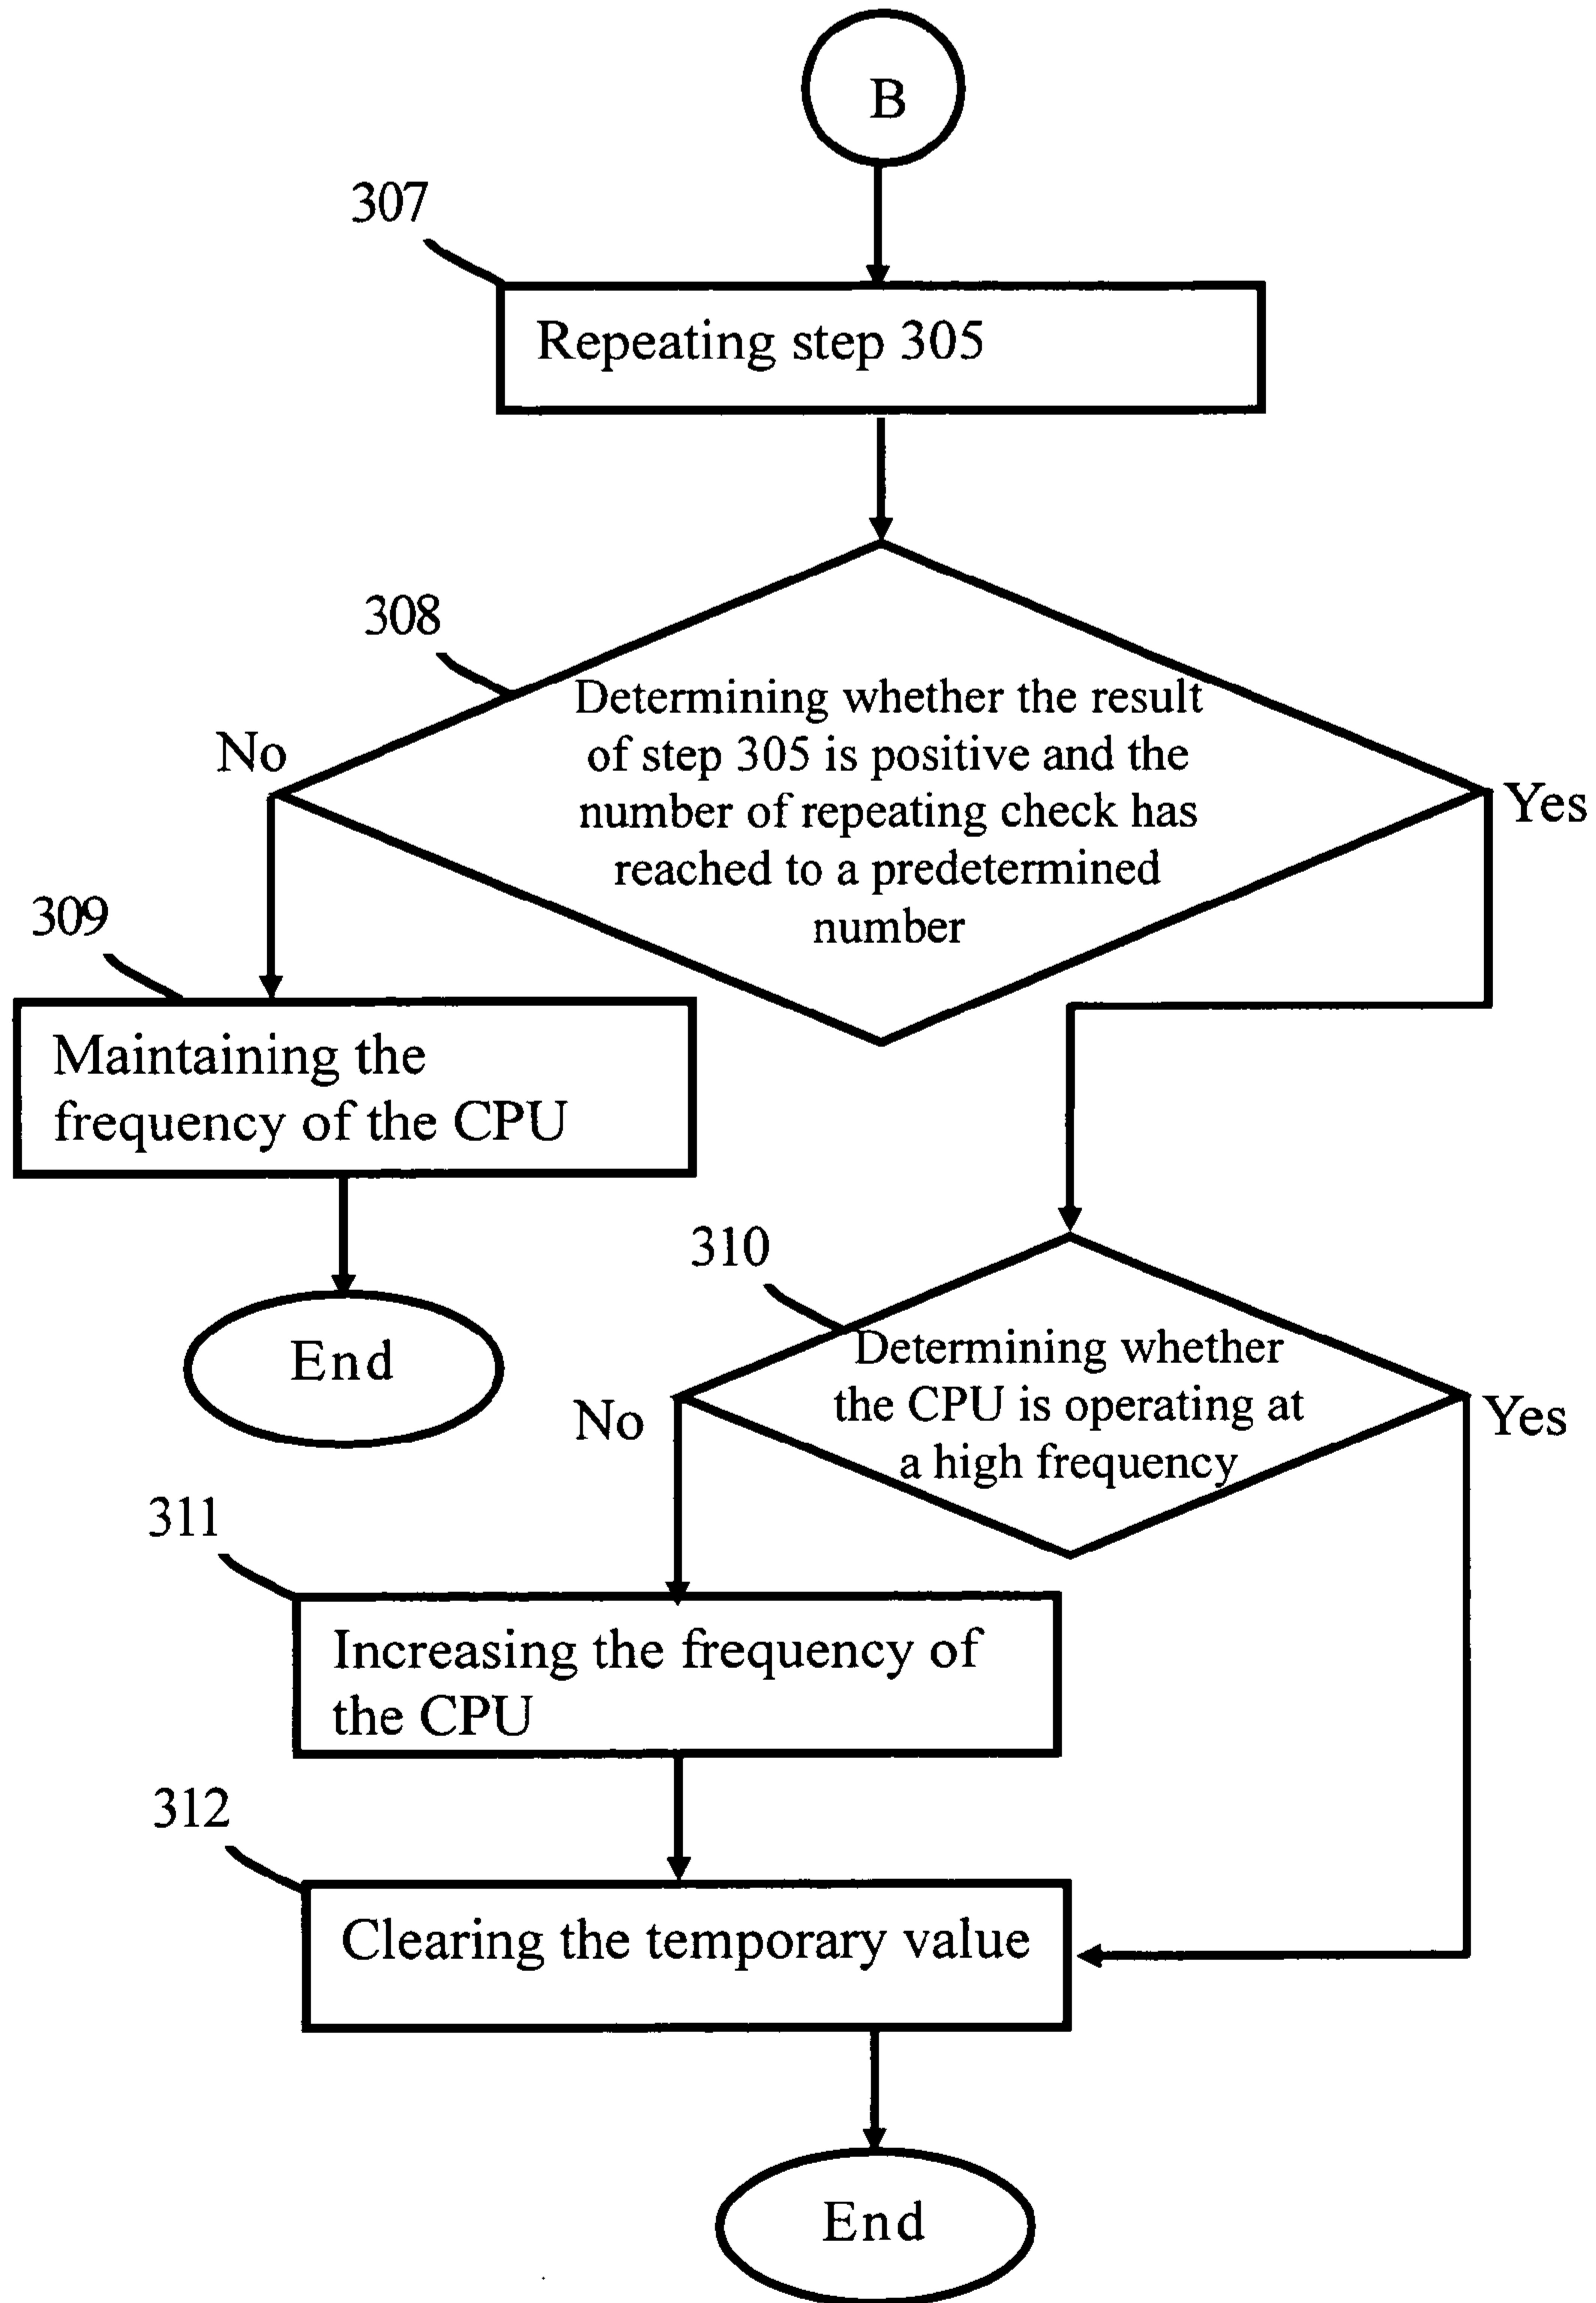 B
307
Repeating step 305
308
Determining whether the result
of step 305 is positive and the
number of repeating check has
reached to a predetermined
number
No
Yes
309
Maintaining the
frequency of the CPU
End
310
Determining whether
the CPU is operating at
a high frequency
No
Yes
311
Increasing the frequency of
the CPU
312
Clearing the temporary value
End